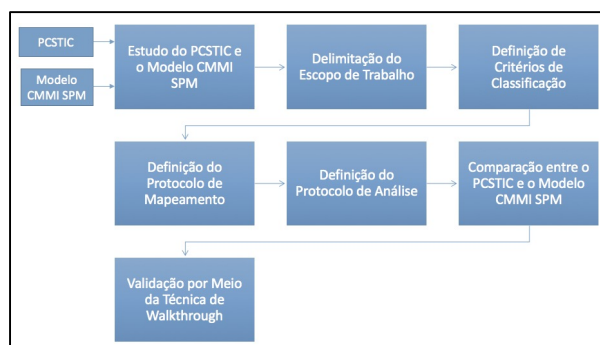 PCSTIC
Modelo
CMMI SPM
Estudo do PCSTIC e
o Modelo CMMI
SPM
Delimitação do
Escopo de Trabalho
Definição de
Critérios de
Classificação
Definição do
Protocolo de
Mapeamento
Definição do
Protocolo de Análise
Comparação entre o
PCSTIC e o Modelo
CMMI SPM
Validação por Meio
da Técnica de
Walkthrough